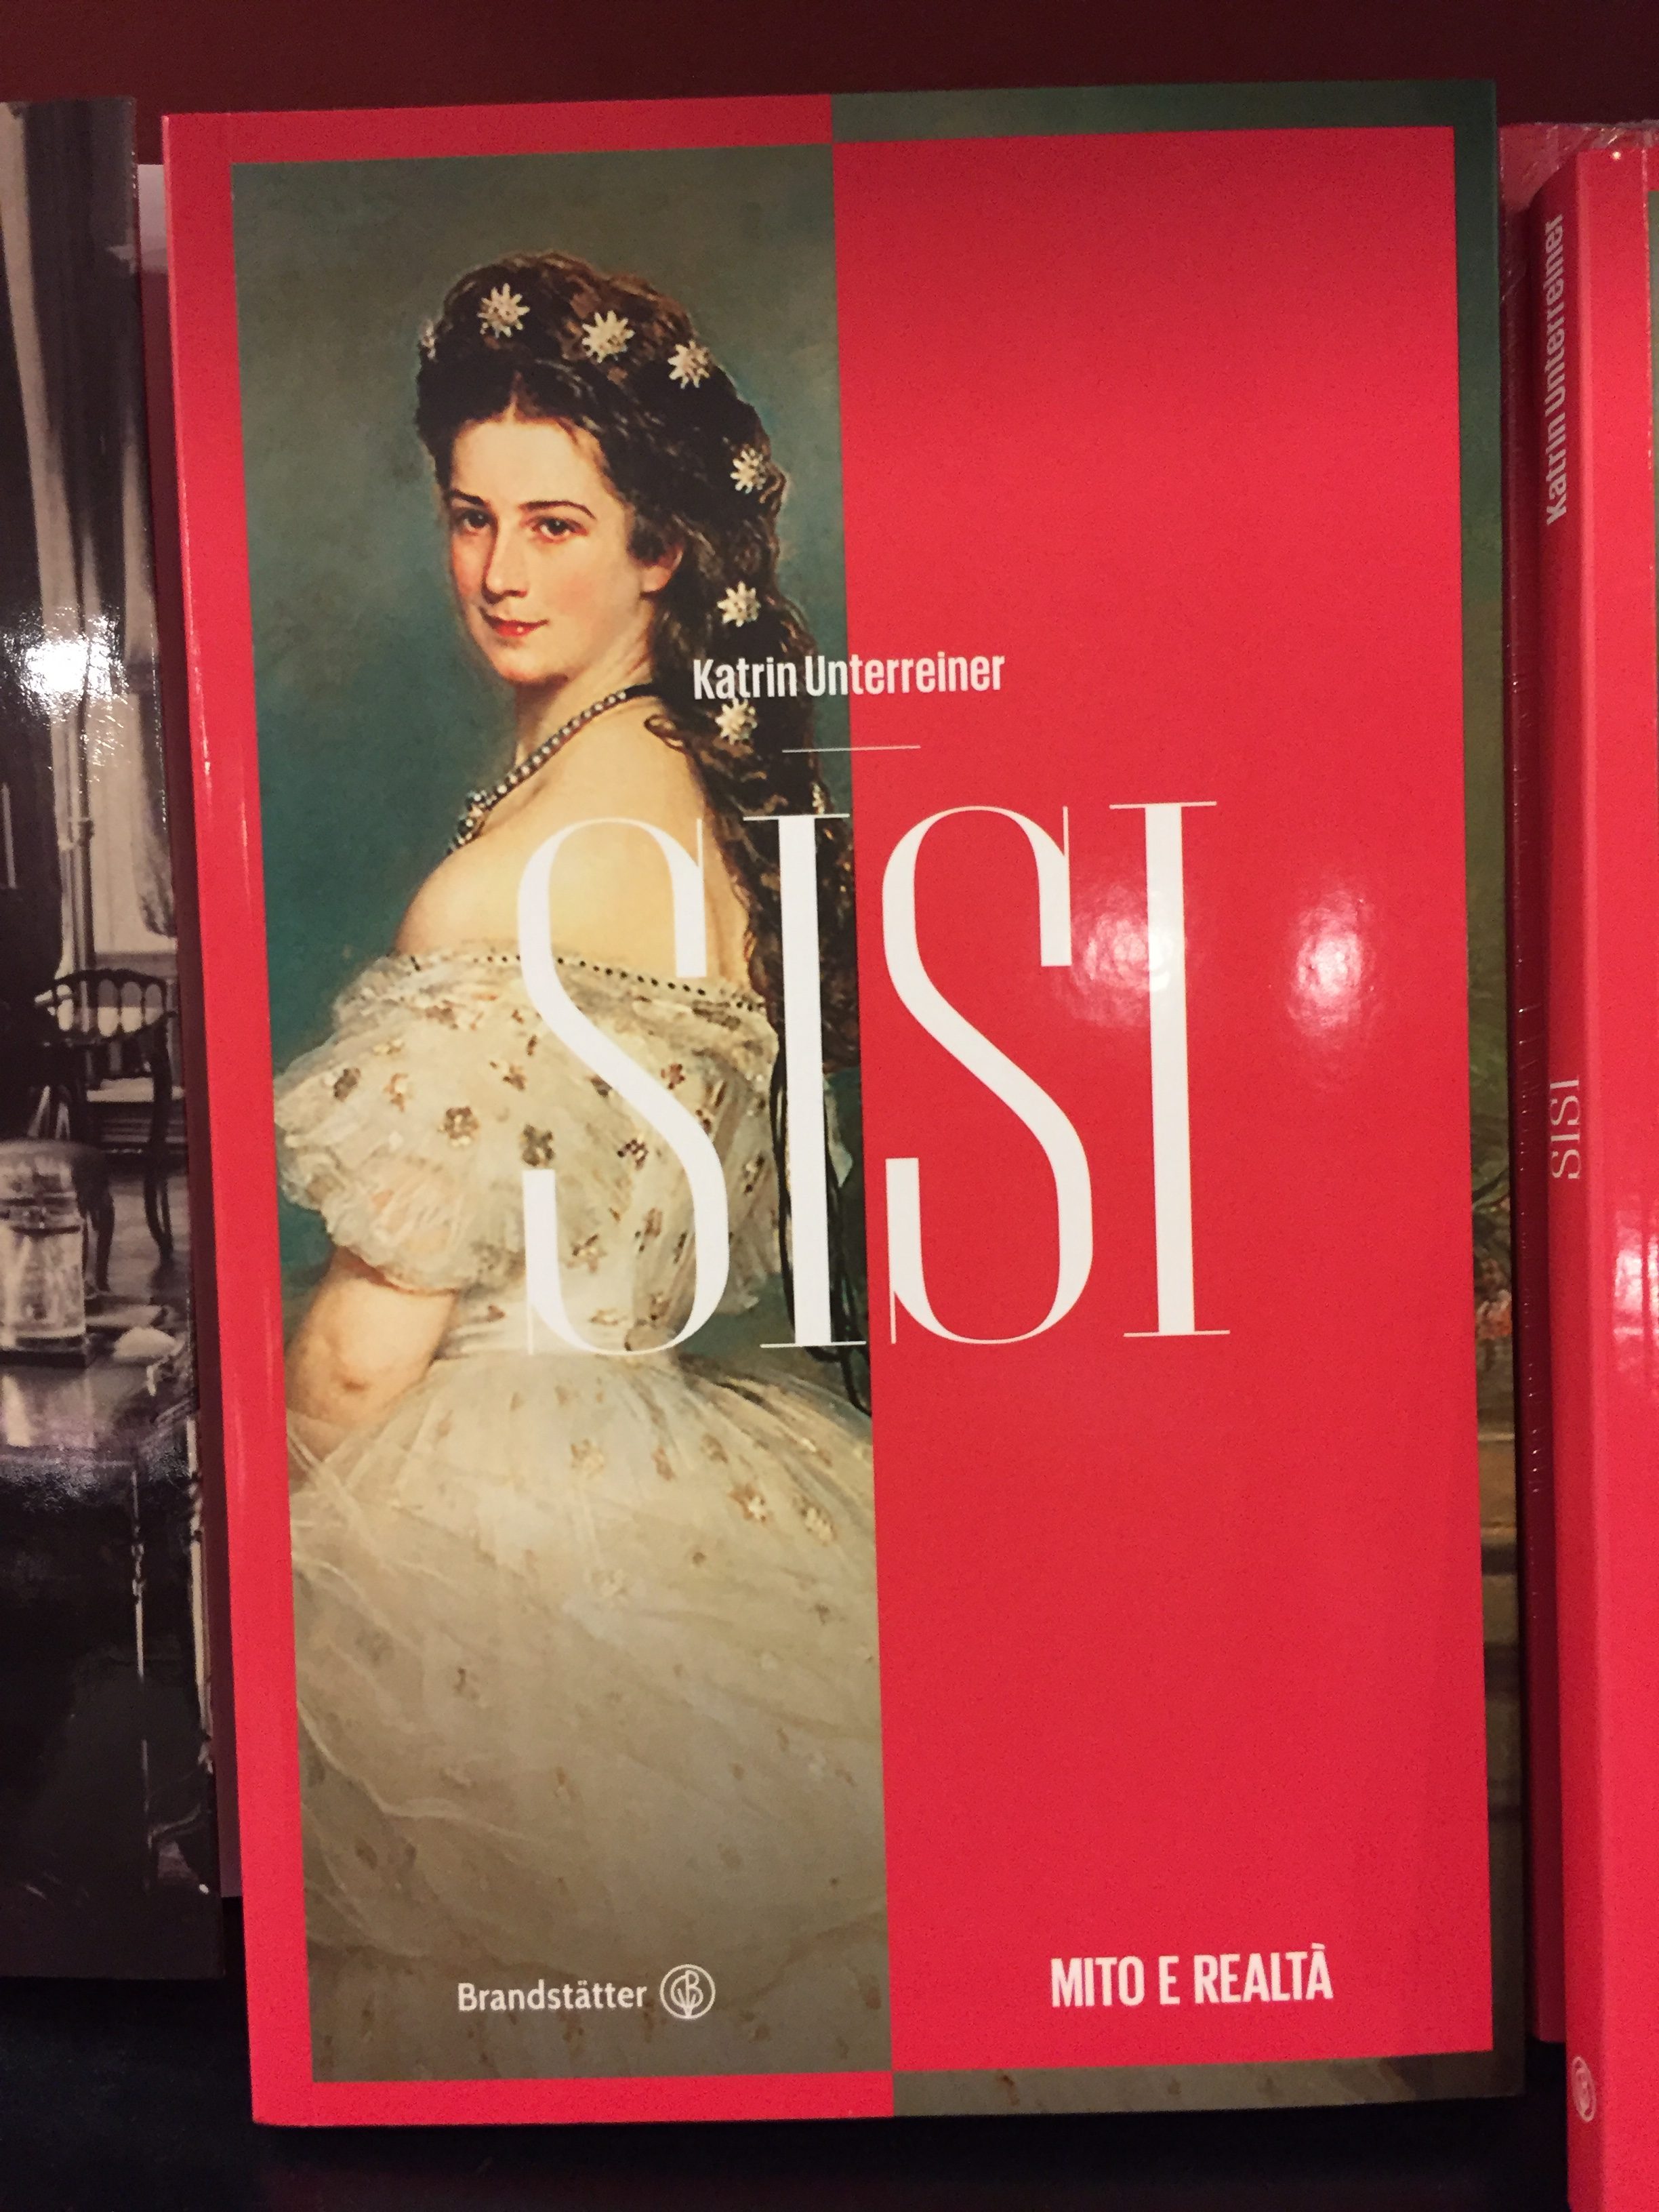 Katrin Unterreiner
SISI
Brandstätter
MITO E REALTÀ
Katrin Unterreiner
SISI